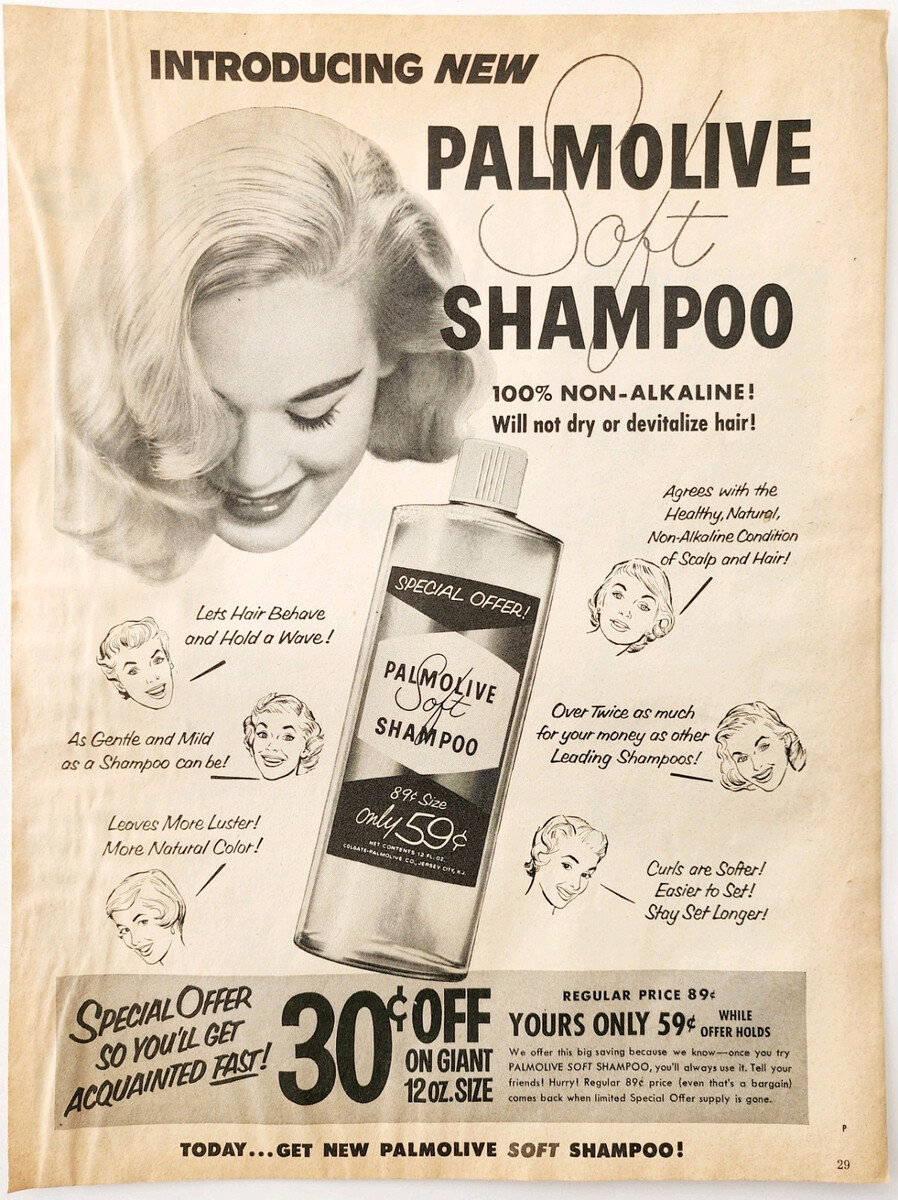 INTRODUCING NEW
PALMOLIVE
Soft
SHAMPOO
100% NON-ALKALINE!
Will not dry or devitalize hair!
Agrees with the
Healthy, Natural,
Non-Alkaline Condition
of Scalp and Hair!
Lets Hair Behave
and Hold a Wave!
As Gentle and Mild
as a Shampoo can be!
Leaves More Luster!
More Natural Color!
SPECIAL OFFER!
PALMOLIVE
Soft
SHAMPOO
89¢ Size
only 59¢
NET CONTENTS 12 FL. OZ.
COLGATE-PALMOLIVE CO., JERSEY CITY, N.J.
Over Twice as much
for your money as other
Leading Shampoos!
Curls are Softer!
Easier to Set!
Stay Set Longer!
SPECIAL OFFER
SO YOU'LL GET
ACQUAINTED FAST!
30¢ OFF
ON GIANT
12 OZ. SIZE
REGULAR PRICE 89¢
YOURS ONLY 59¢ WHILE
OFFER HOLDS
We offer this big saving because we know—once you try
PALMOLIVE SOFT SHAMPOO, you'll always use it. Tell your
friends! Hurry! Regular 89¢ price (even that's a bargain)
comes back when limited Special Offer supply is gone.
TODAY...GET NEW PALMOLIVE SOFT SHAMPOO!
P
29